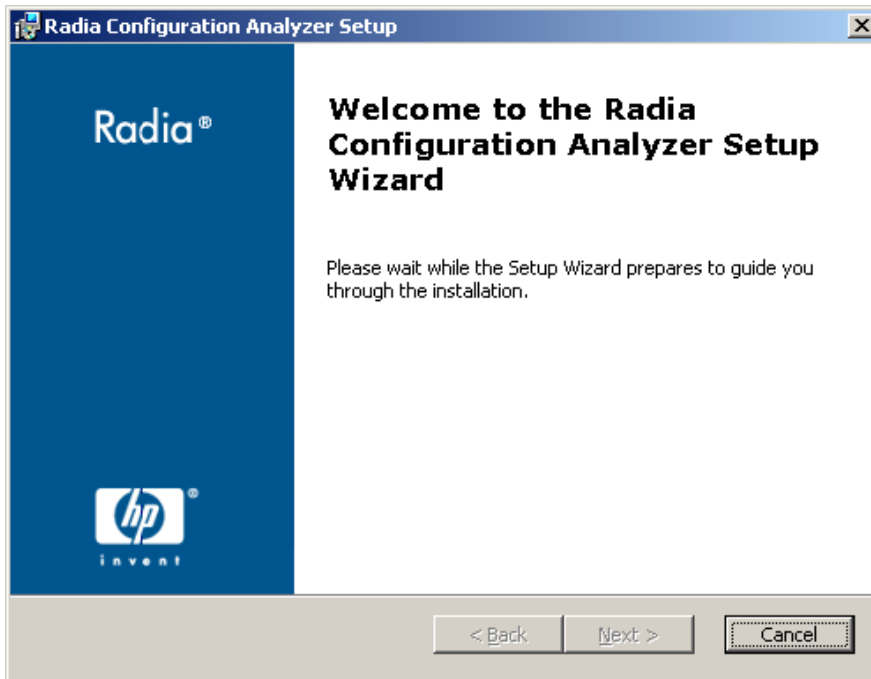 Radia Configuration Analyzer Setup
Radia®
Welcome to the Radia
Configuration Analyzer Setup
Wizard
Please wait while the Setup Wizard prepares to guide you
through the installation.
hp®
invent
< Back
Next >
Cancel